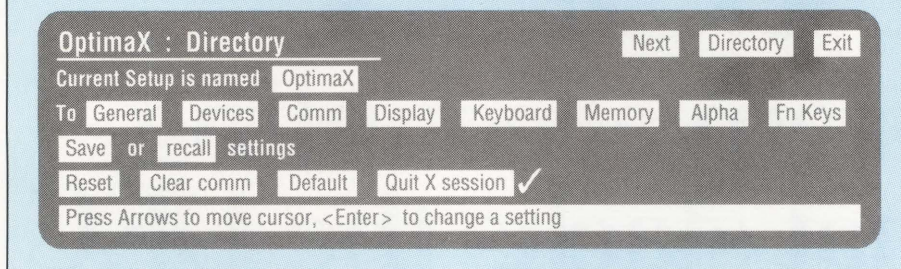 OptimaX : Directory Next Directory Exit
Current Setup is named OptimaX
To General Devices Comm Display Keyboard Memory Alpha Fn Keys
Save or recall settings
Reset Clear comm Default Quit X session ✓
Press Arrows to move cursor, <Enter> to change a setting